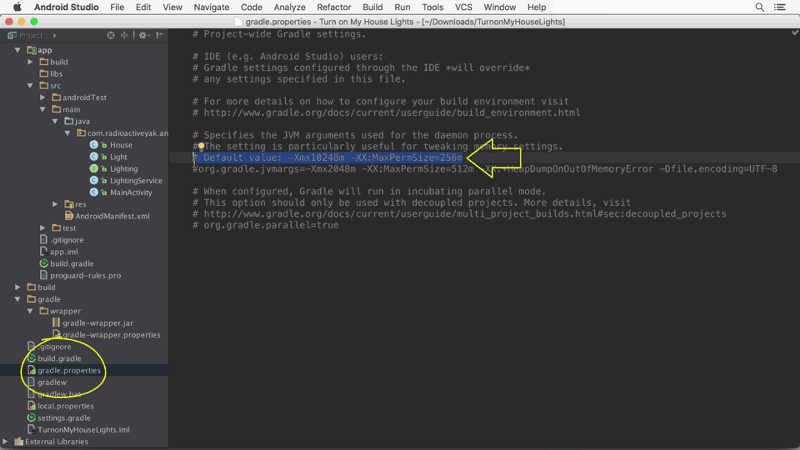 Android Studio File Edit View Navigate Code Analyze Refactor Build Run Tools VCS Window Help
gradle.properties - Turn on My House Lights - [~/Downloads/TurnonMyHouseLights]
Project
app
build
libs
src
androidTest
main
java
com.radioactiveyak.an
House
Light
Lighting
LightingService
MainActivity
res
AndroidManifest.xml
test
.gitignore
app.iml
build.gradle
proguard-rules.pro
build
gradle
wrapper
gradle-wrapper.jar
gradle-wrapper.properties
.gitignore
build.gradle
gradle.properties
gradlew
gradlew.bat
local.properties
settings.gradle
TurnonMyHouseLights.iml
External Libraries
# Project-wide Gradle settings.
# IDE (e.g. Android Studio) users:
# Gradle settings configured through the IDE *will override*
# any settings specified in this file.
# For more details on how to configure your build environment visit
# http://www.gradle.org/docs/current/userguide/build_environment.html
# Specifies the JVM arguments used for the daemon process.
# The setting is particularly useful for tweaking memory settings.
# Default value: -Xmx10248m -XX:MaxPermSize=256m
#org.gradle.jvmargs=-Xmx2048m -XX:MaxPermSize=512m -XX:+HeapDumpOnOutOfMemoryError -Dfile.encoding=UTF-8
# When configured, Gradle will run in incubating parallel mode.
# This option should only be used with decoupled projects. More details, visit
# http://www.gradle.org/docs/current/userguide/multi_project_builds.html#sec:decoupled_projects
# org.gradle.parallel=true